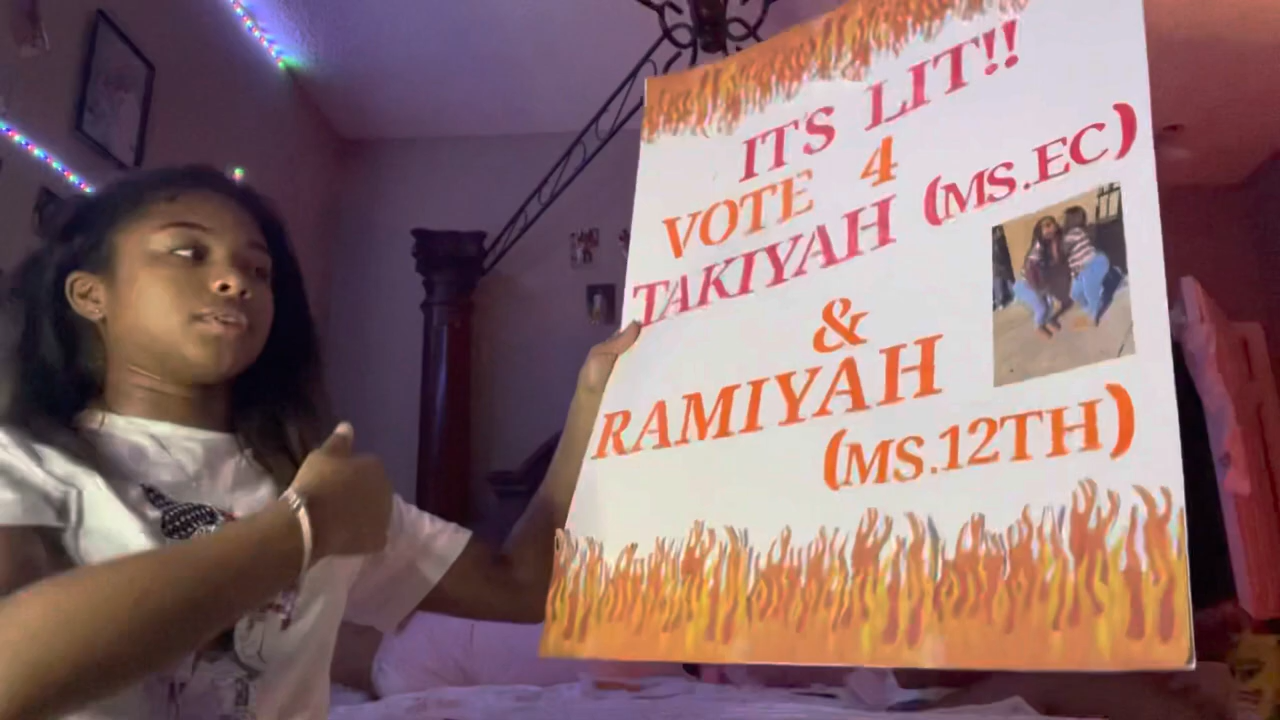 IT'S LIT!!
VOTE 4
TAKIYAH (MS.EC)
&
RAMIYAH
(MS.12TH)